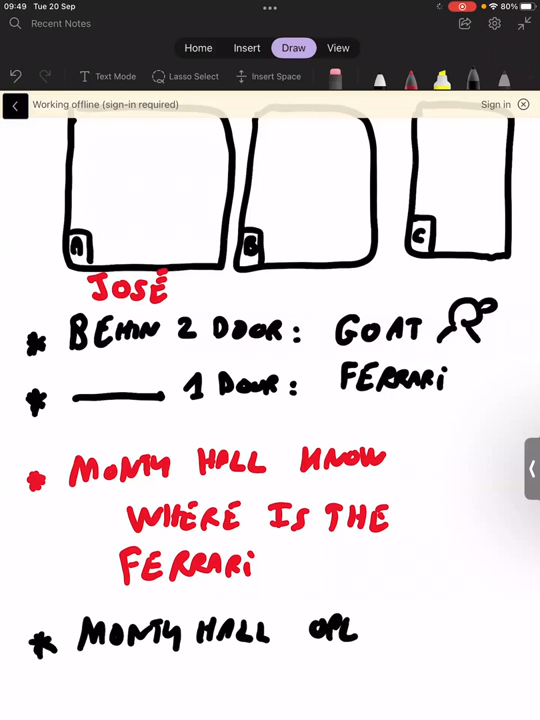 09:49 Tue 20 Sep
80%
Recent Notes
Home Insert Draw View
Text Mode Lasso Select Insert Space
Working offline (sign-in required) Sign in
A B C
JOSÉ
* BEHIN 2 DOOR: GOAT
* 1 DOOR: FERRARi
* MONTY HALL KNOW
WHERE IS THE
FERRARi
* MONTY HALL OPL